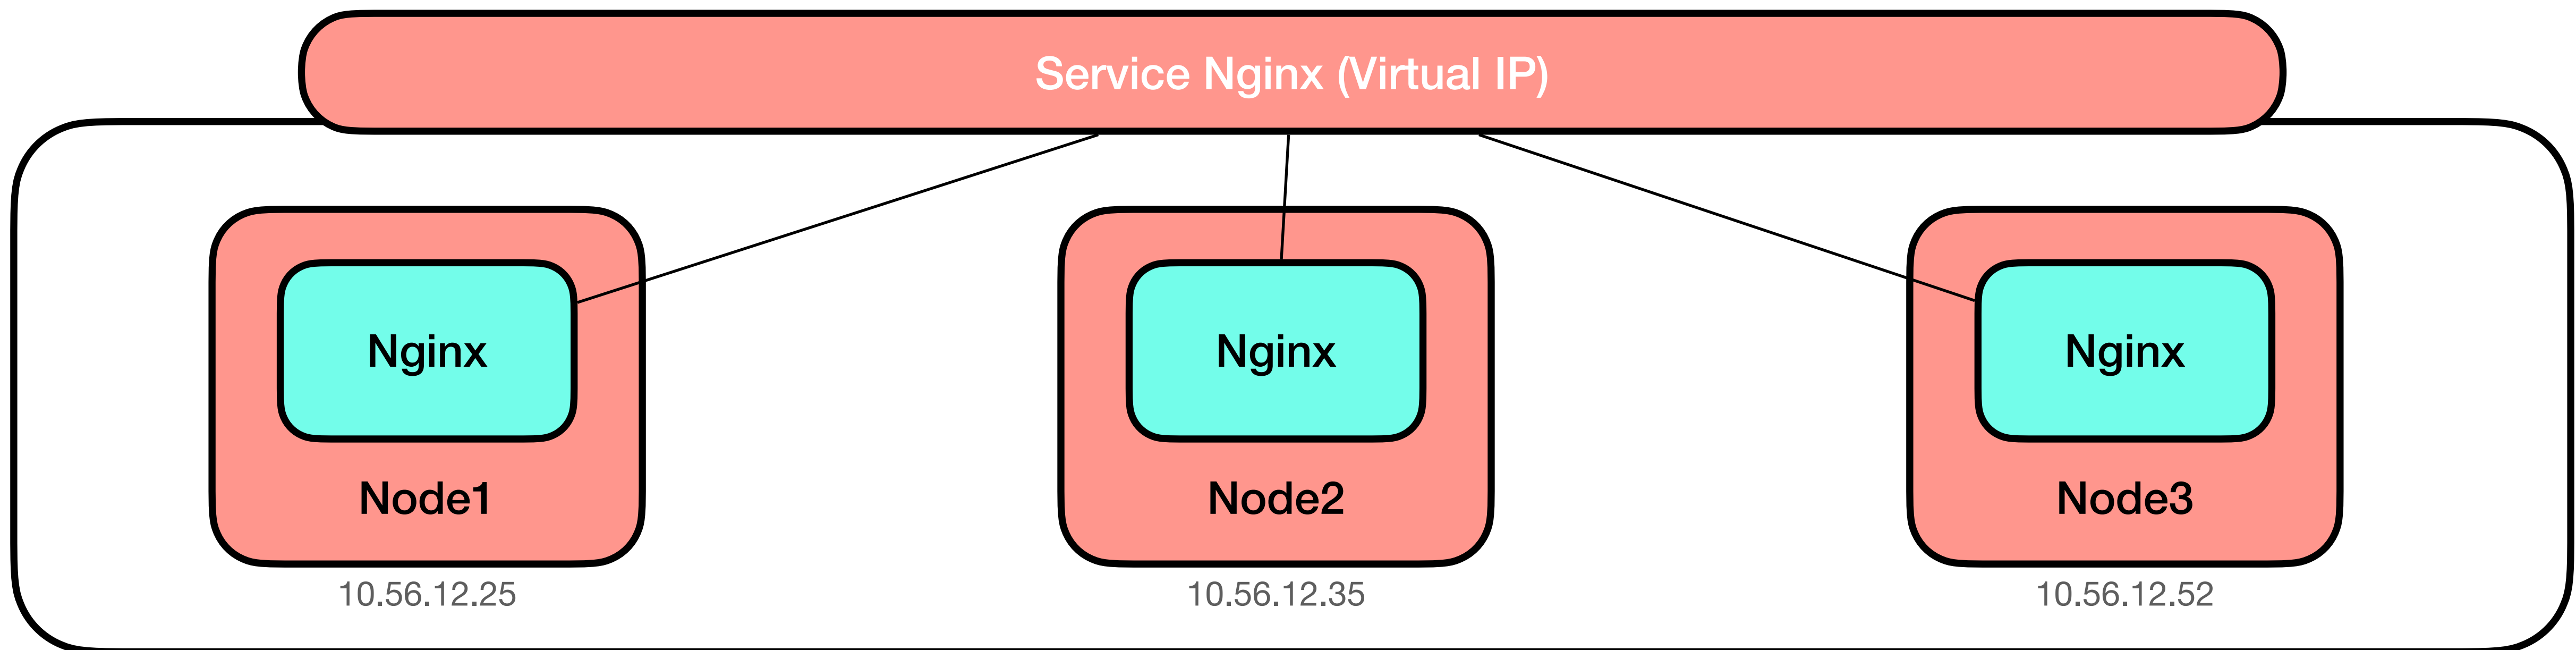 Service Nginx (Virtual IP)
Nginx
Nginx
Nginx
Node1
Node2
Node3
10.56.12.25
10.56.12.35
10.56.12.52